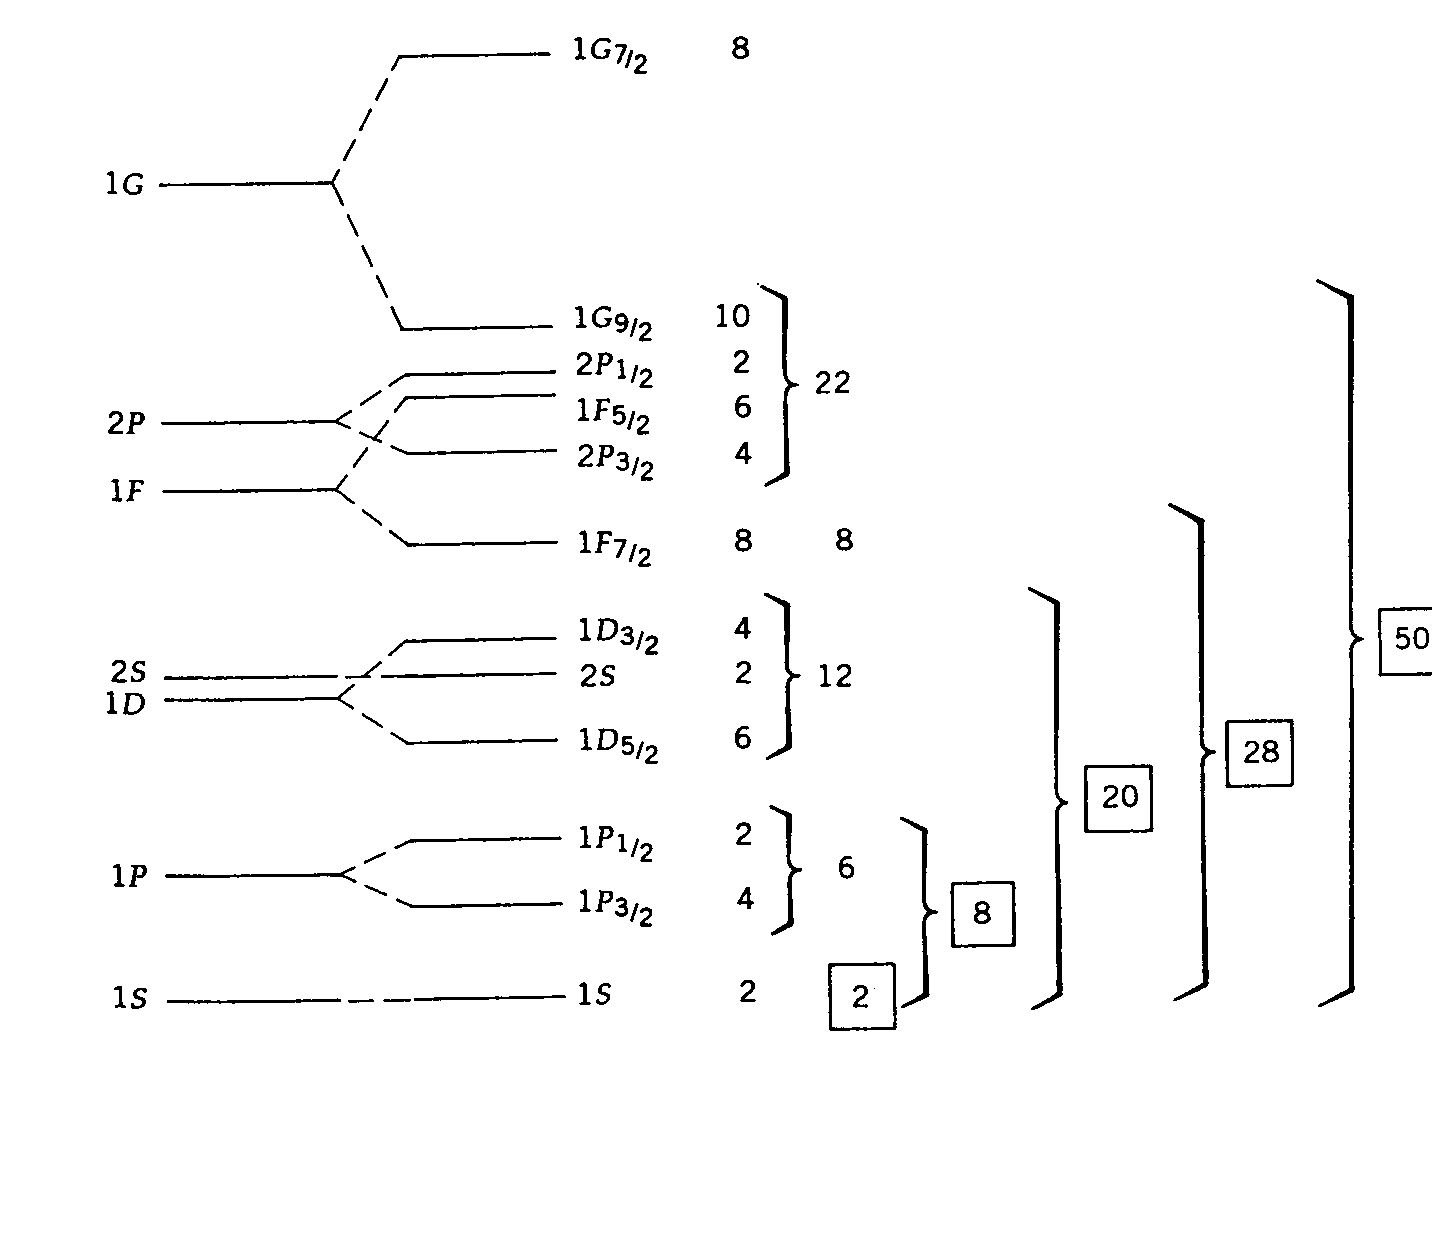 1G7/2 8
1G
1G9/2 10
2P1/2 2
22
1F5/2 6
2P
2P3/2 4
1F
1F7/2 8 8
1D3/2 4
50
2S 2S 2 12
1D
1D5/2 6
28
20
1P1/2 2
1P 6
1P3/2 4
8
1S 1S 2 2